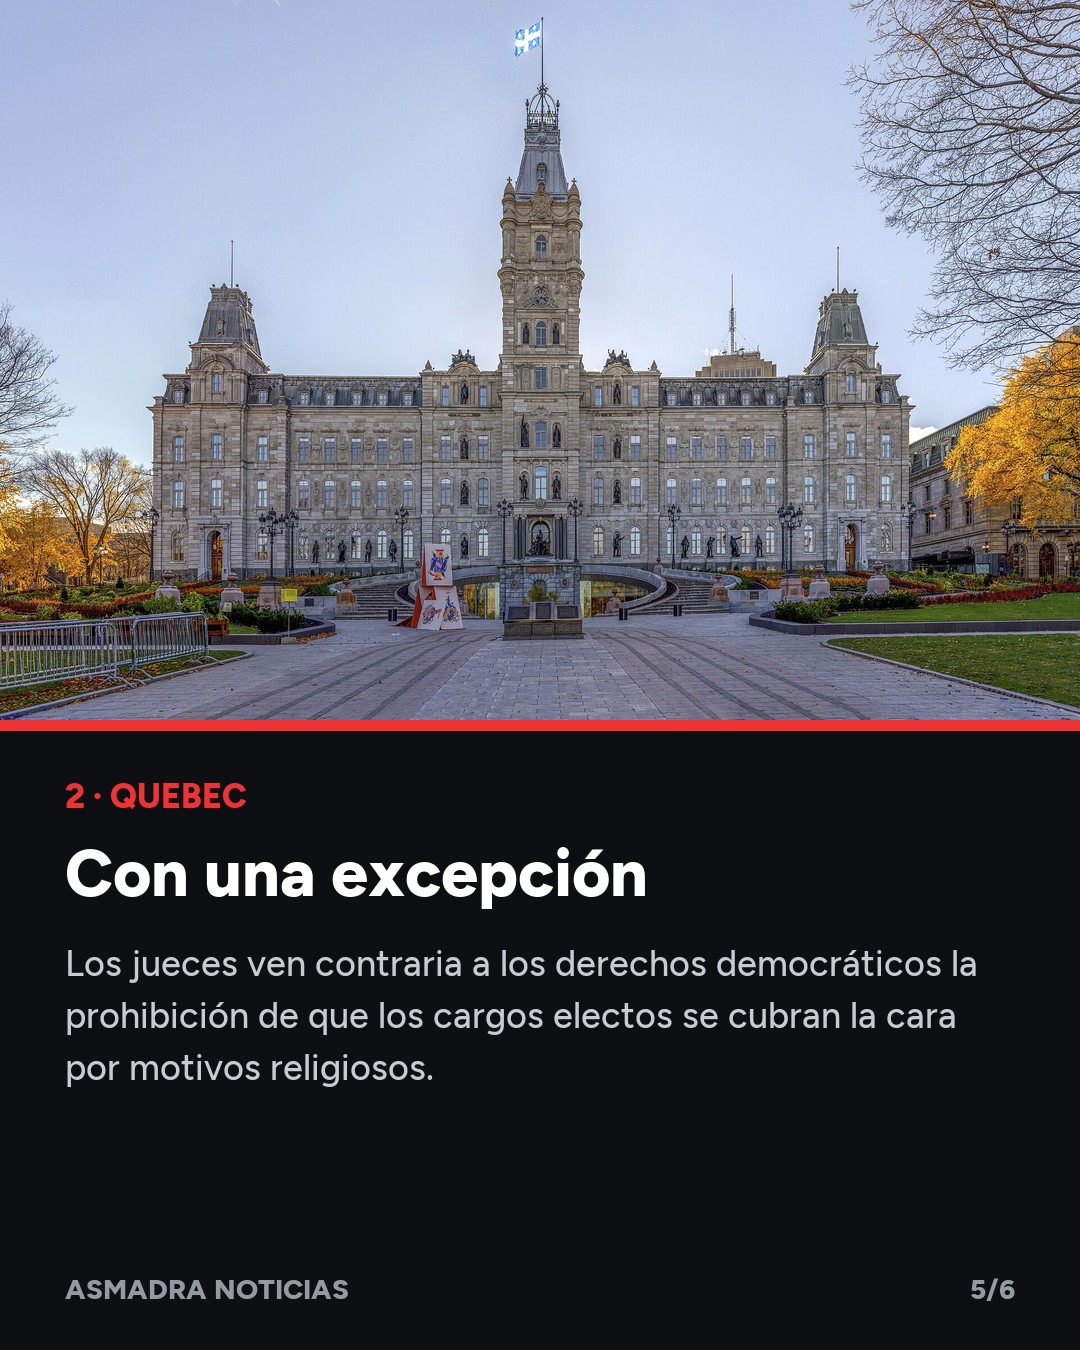 2 · QUEBEC
Con una excepción
Los jueces ven contraria a los derechos democráticos la
prohibición de que los cargos electos se cubran la cara
por motivos religiosos.
ASMADRA NOTICIAS
5/6